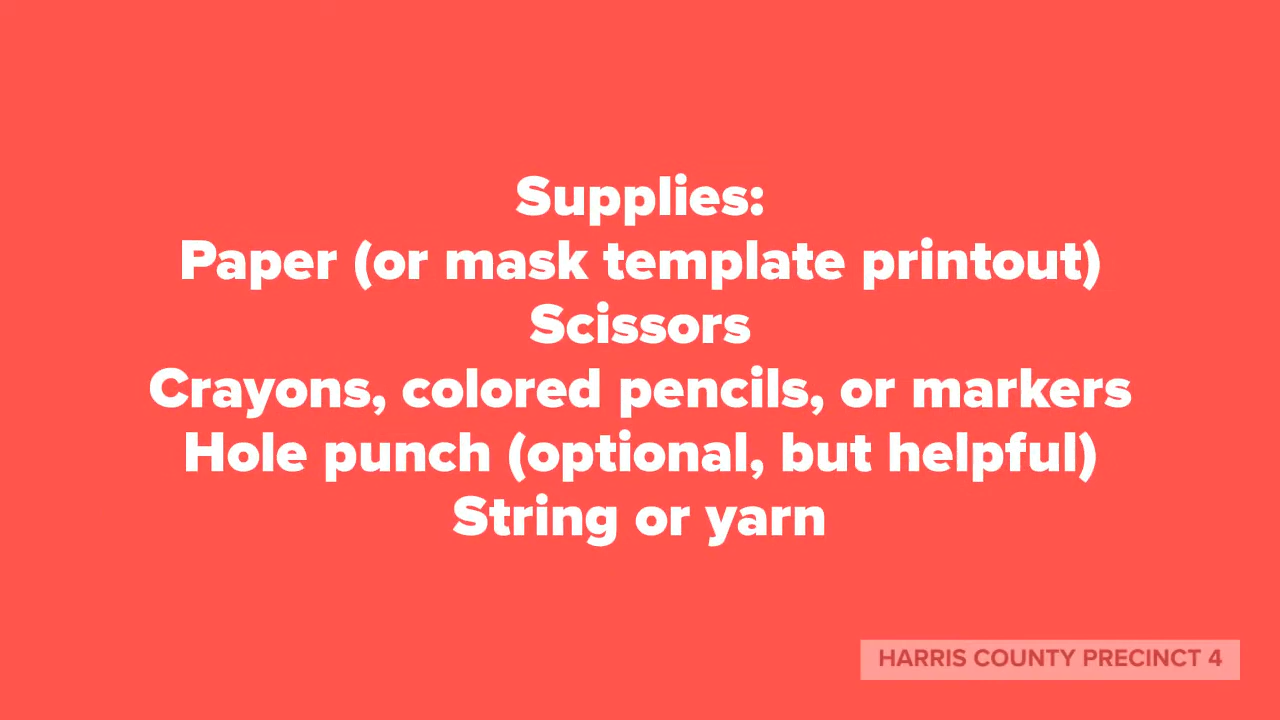 Supplies:
Paper (or mask template printout)
Scissors
Crayons, colored pencils, or markers
Hole punch (optional, but helpful)
String or yarn
HARRIS COUNTY PRECINCT 4